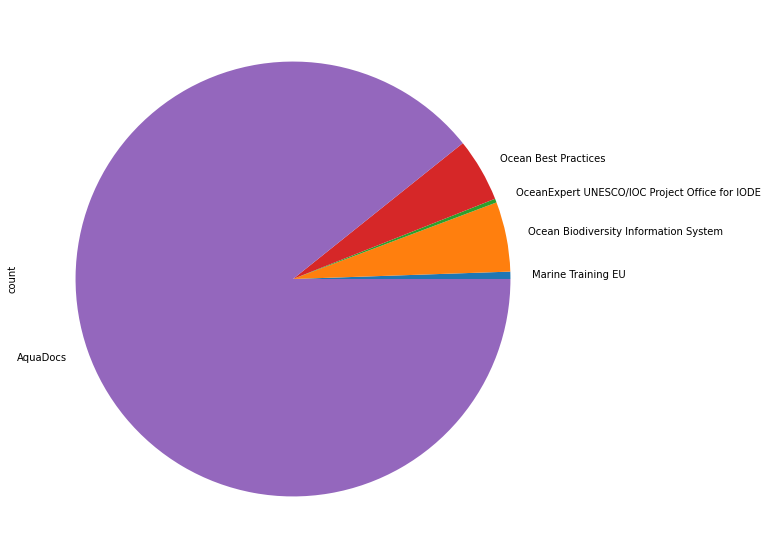 Ocean Best Practices
OceanExpert UNESCO/IOC Project Office for IODE
Ocean Biodiversity Information System
Marine Training EU
count
AquaDocs